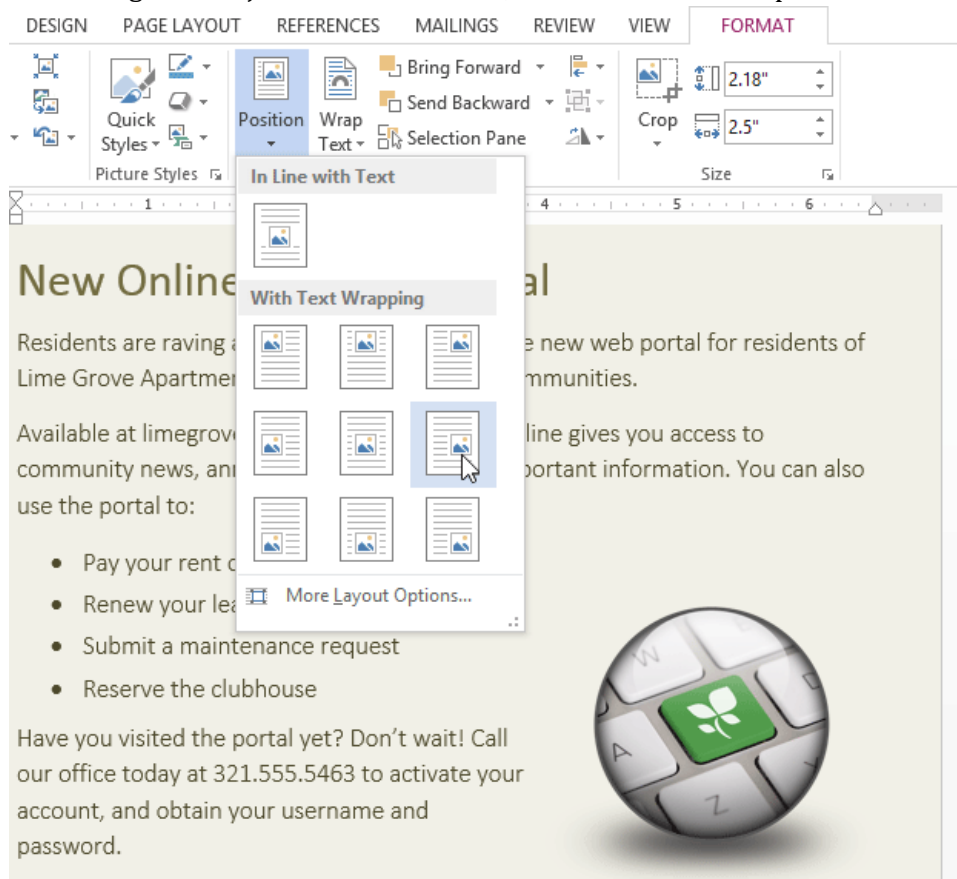 DESIGN PAGE LAYOUT REFERENCES MAILINGS REVIEW VIEW FORMAT
Bring Forward
2.18"
Quick Position Wrap Send Backward Crop
Styles Text Selection Pane 2.5"
Picture Styles Size
In Line with Text
1 4 5 6
New Online al
With Text Wrapping
Residents are raving e new web portal for residents of
Lime Grove Apartme mmunities.
Available at limegrov line gives you access to
community news, ann portant information. You can also
use the portal to:
• Pay your rent
More Layout Options...
• Renew your lea
• Submit a maintenance request
• Reserve the clubhouse
Have you visited the portal yet? Don't wait! Call
our office today at 321.555.5463 to activate your
account, and obtain your username and
password.
W
A
Z